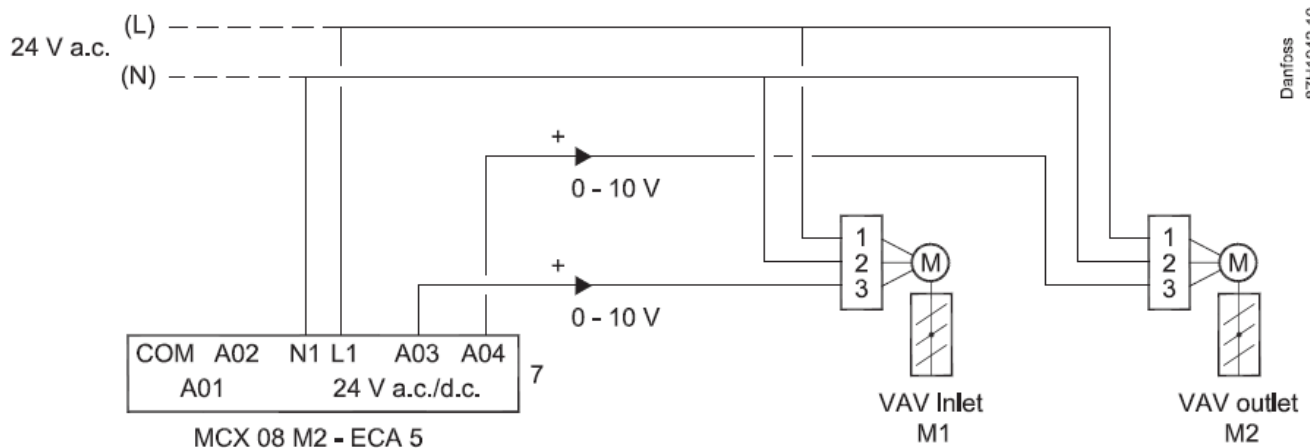 (L)
24 V a.c.
(N)
Danfoss
+
0 - 10 V
+
0 - 10 V
1
2
3
M
1
2
3
M
COM A02 N1 L1 A03 A04
A01 24 V a.c./d.c.
7
MCX 08 M2 - ECA 5
VAV Inlet
M1
VAV outlet
M2